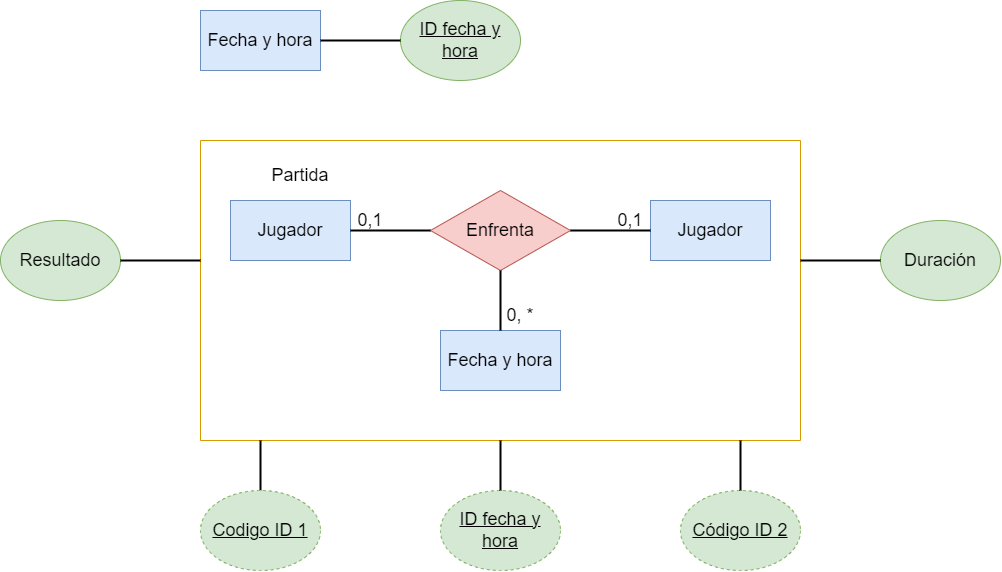 Fecha y hora
ID fecha y
hora
Partida
Jugador
0,1
Enfrenta
0,1
Jugador
Resultado
Duración
0, *
Fecha y hora
Codigo ID 1
ID fecha y
hora
Código ID 2